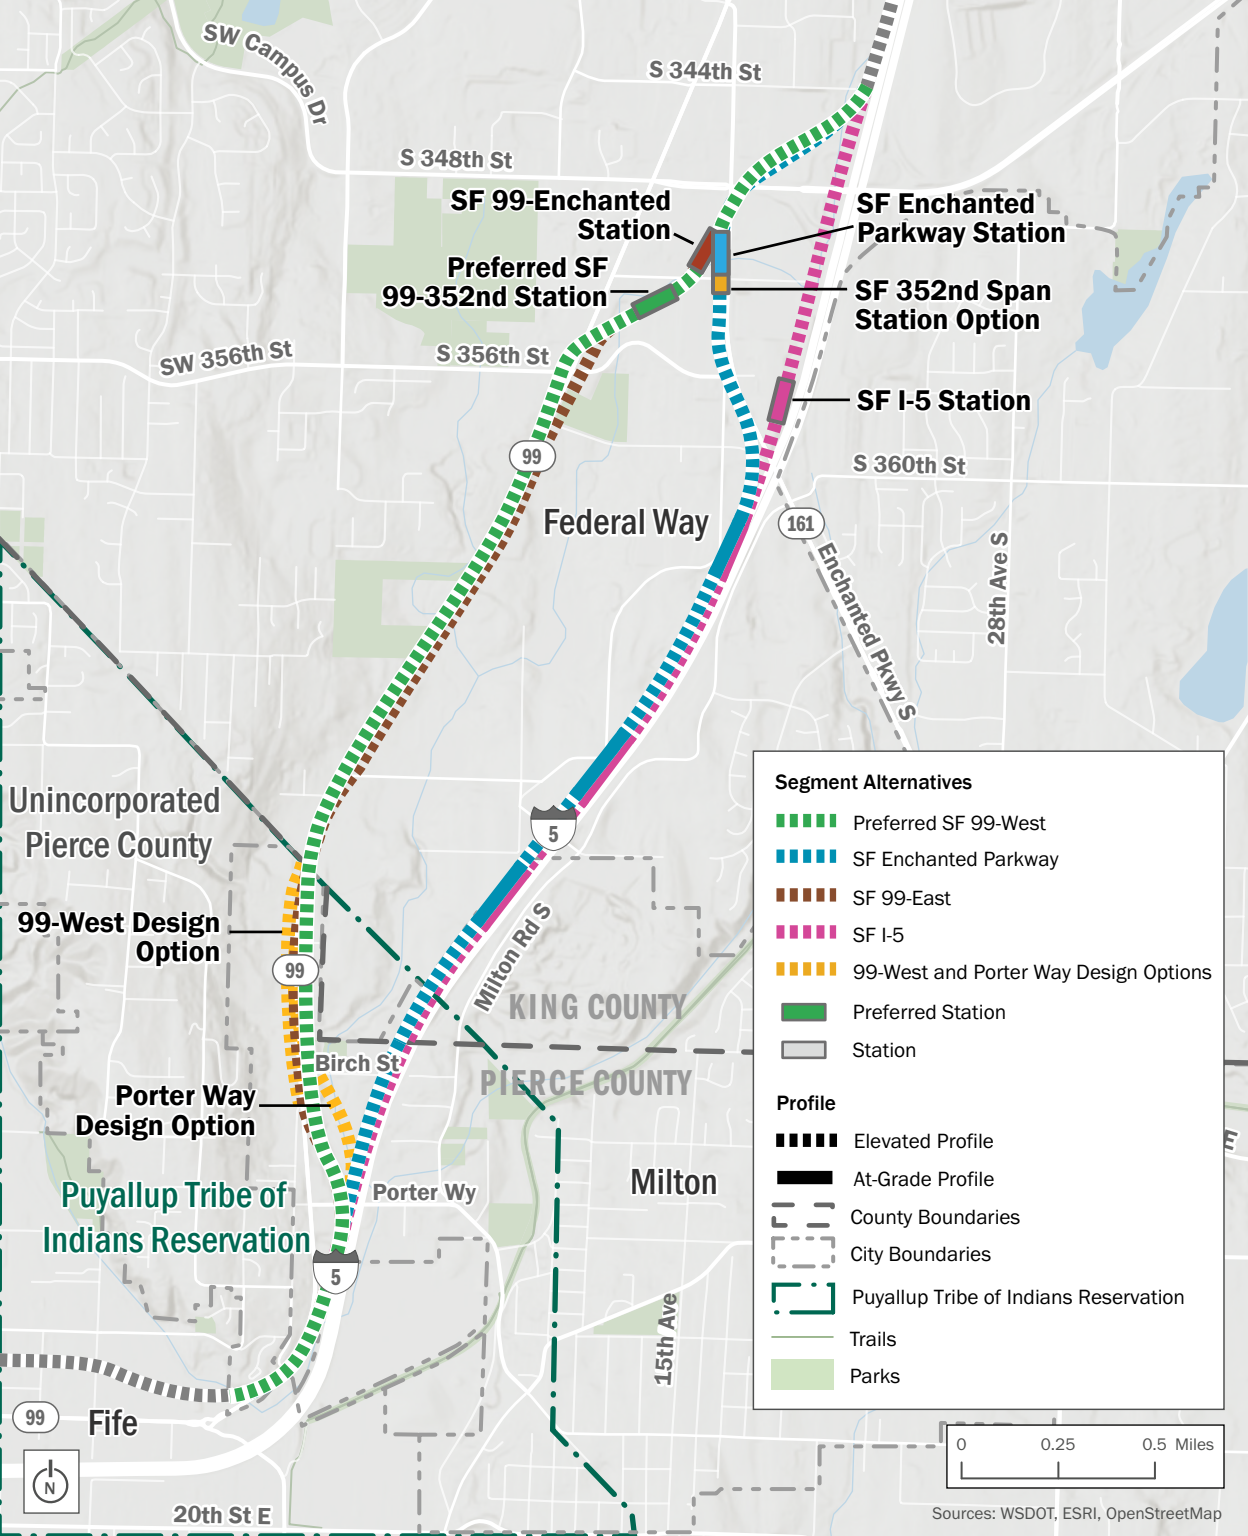 SW Campus Dr
S 344th St
S 348th St
SF 99-Enchanted
Station
SF Enchanted
Parkway Station
Preferred SF
99-352nd Station
SF 352nd Span
Station Option
SW 356th St
S 356th St
SF I-5 Station
99
S 360th St
Federal Way
161
Enchanted Pkwy S
28th Ave S
Unincorporated
Pierce County
5
99-West Design
Option
99
Milton Rd S
KING COUNTY
Birch St
PIERCE COUNTY
Porter Way
Design Option
Milton
Porter Wy
Puyallup Tribe of
Indians Reservation
5
15th Ave
E
99
Fife
N
20th St E
Segment Alternatives
Preferred SF 99-West
SF Enchanted Parkway
SF 99-East
SF I-5
99-West and Porter Way Design Options
Preferred Station
Station
Profile
Elevated Profile
At-Grade Profile
County Boundaries
City Boundaries
Puyallup Tribe of Indians Reservation
Trails
Parks
0 0.25 0.5 Miles
Sources: WSDOT, ESRI, OpenStreetMap